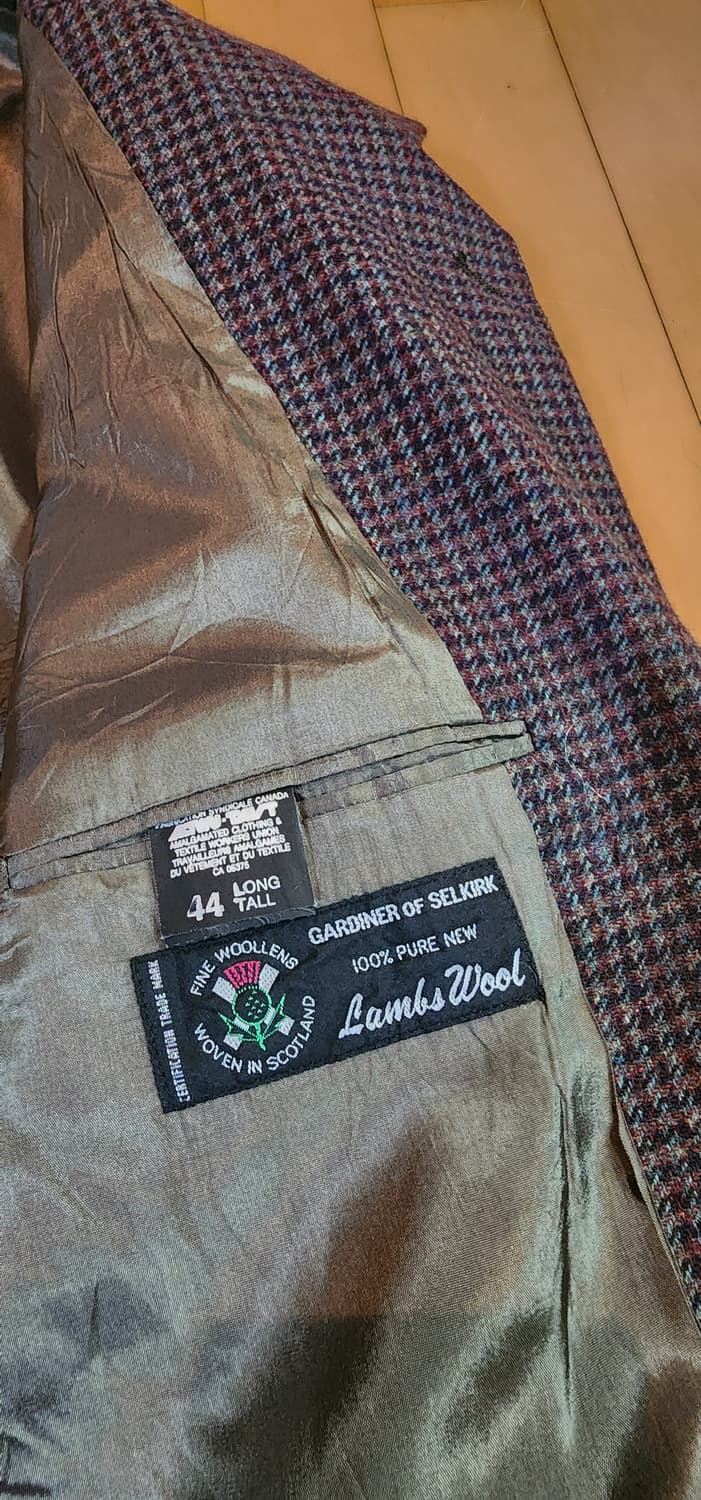 FABRICATION SYNDICALE CANADA
AMALGAMATED CLOTHING &
TEXTILE WORKERS UNION
TRAVAILLEURS AMALGAMES
DU VÊTEMENT ET DU TEXTILE
CA 05375
44 LONG
TALL
CERTIFICATION TRADE MARK
FINE WOOLLENS
WOVEN IN SCOTLAND
GARDINER OF SELKIRK
100% PURE NEW
Lambs Wool